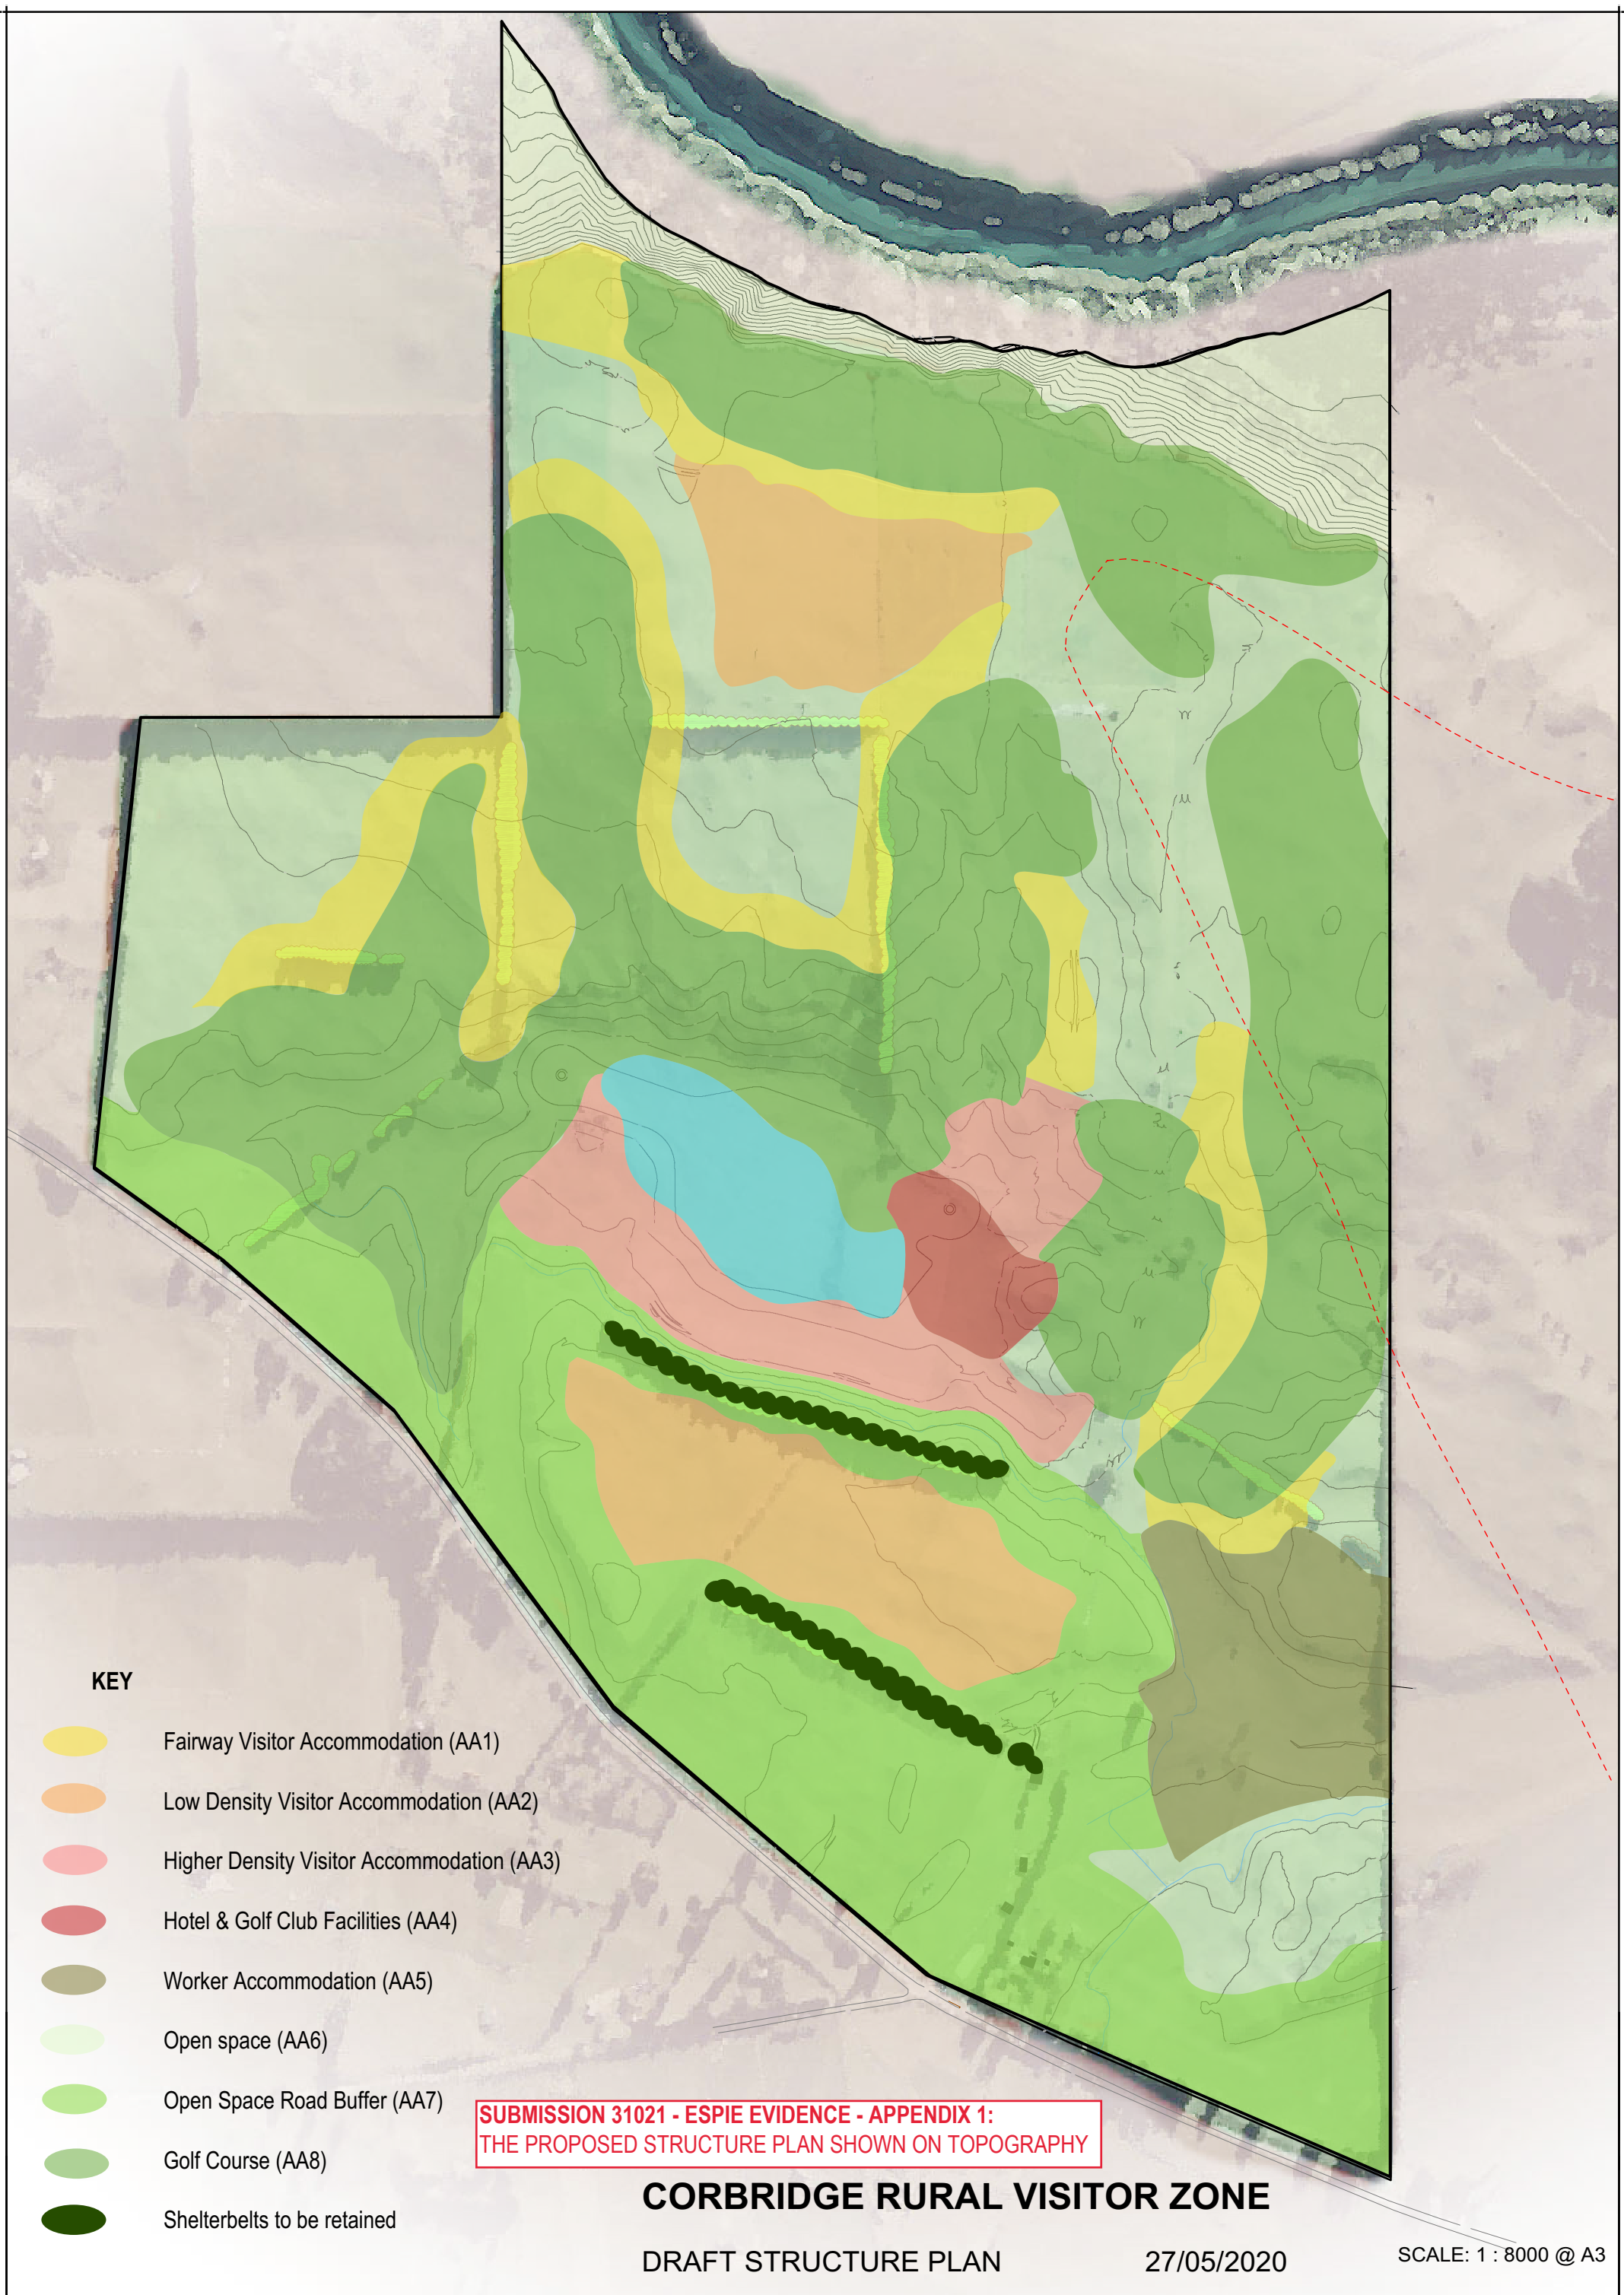 KEY
Fairway Visitor Accommodation (AA1)
Low Density Visitor Accommodation (AA2)
Higher Density Visitor Accommodation (AA3)
Hotel & Golf Club Facilities (AA4)
Worker Accommodation (AA5)
Open space (AA6)
Open Space Road Buffer (AA7)
Golf Course (AA8)
Shelterbelts to be retained
SUBMISSION 31021 - ESPIE EVIDENCE - APPENDIX 1:
THE PROPOSED STRUCTURE PLAN SHOWN ON TOPOGRAPHY
CORBRIDGE RURAL VISITOR ZONE
DRAFT STRUCTURE PLAN 27/05/2020
SCALE: 1 : 8000 @ A3